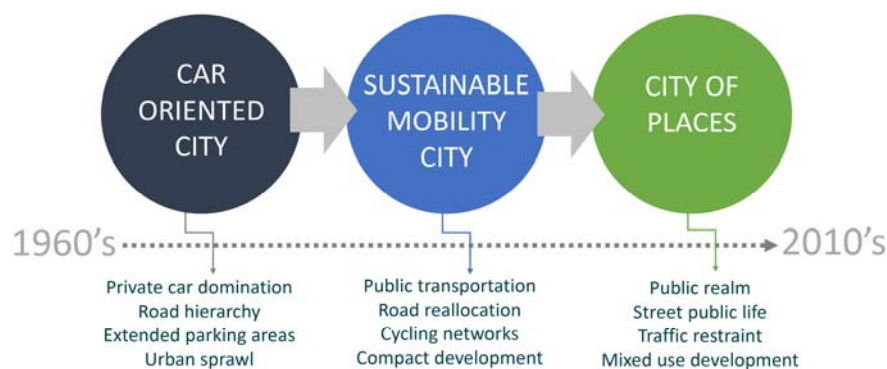 CAR
ORIENTED
CITY
SUSTAINABLE
MOBILITY
CITY
CITY OF
PLACES
1960's
2010's
Private car domination
Road hierarchy
Extended parking areas
Urban sprawl
Public transportation
Road reallocation
Cycling networks
Compact development
Public realm
Street public life
Traffic restraint
Mixed use development